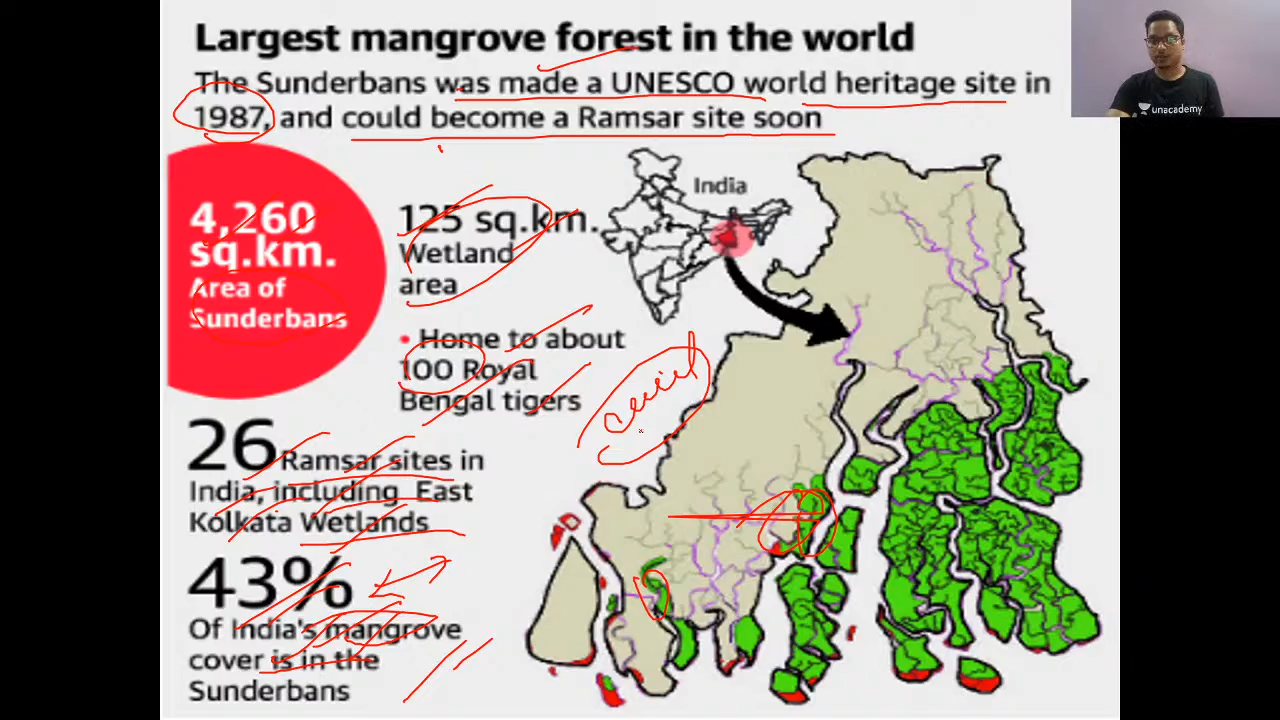 Largest mangrove forest in the world
The Sunderbans was made a UNESCO world heritage site in
1987, and could become a Ramsar site soon
unacademy
4,260
sq.km.
Area of
Sunderbans
125 sq.km.
Wetland
area
India
• Home to about
100 Royal
Bengal tigers
26 Ramsar sites in
India, including East
Kolkata Wetlands
43%
Of India's mangrove
cover is in the
Sunderbans